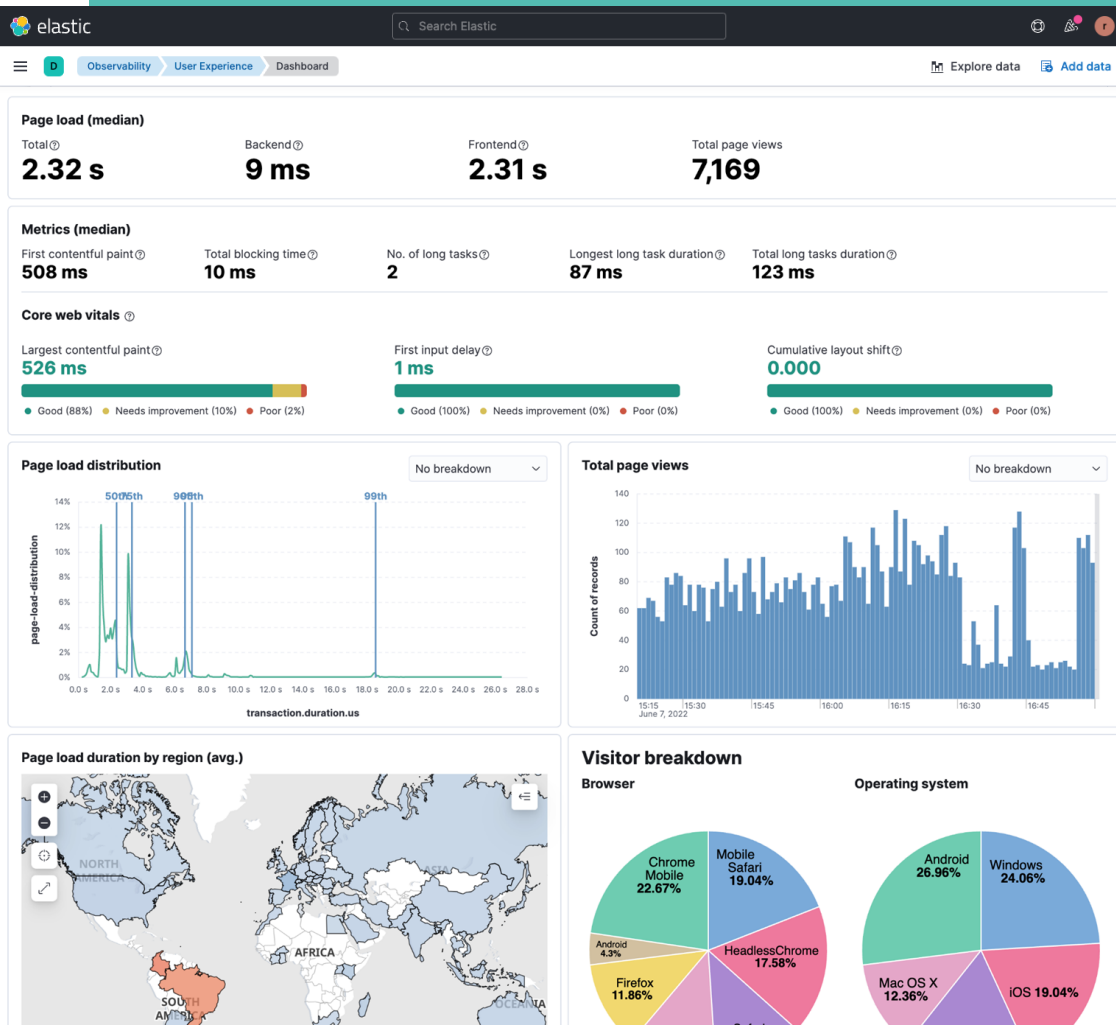 elastic
Search Elastic
r
D
Observability
User Experience
Dashboard
Explore data
Add data
Page load (median)
Total
Backend
Frontend
Total page views
2.32 s
9 ms
2.31 s
7,169
Metrics (median)
First contentful paint
Total blocking time
No. of long tasks
Longest long task duration
Total long tasks duration
508 ms
10 ms
2
87 ms
123 ms
Core web vitals
Largest contentful paint
526 ms
Good (88%)
Needs improvement (10%)
Poor (2%)
First input delay
1 ms
Good (100%)
Needs improvement (0%)
Poor (0%)
Cumulative layout shift
0.000
Good (100%)
Needs improvement (0%)
Poor (0%)
Page load distribution
No breakdown
50th
75th
90th
95th
99th
page-load-distribution
14%
12%
10%
8%
6%
4%
2%
0%
0.0 s
2.0 s
4.0 s
6.0 s
8.0 s
10.0 s
12.0 s
14.0 s
16.0 s
18.0 s
20.0 s
22.0 s
24.0 s
26.0 s
28.0 s
transaction.duration.us
Total page views
No breakdown
Count of records
140
120
100
80
60
40
20
0
15:15
15:30
15:45
16:00
16:15
16:30
16:45
June 7, 2022
Page load duration by region (avg.)
NORTH
AMERICA
ASIA
AFRICA
SOUTH
AMERICA
OCEANIA
Visitor breakdown
Browser
Chrome
Mobile
22.67%
Mobile
Safari
19.04%
HeadlessChrome
17.58%
Android
4.3%
Firefox
11.86%
Operating system
Android
26.96%
Windows
24.06%
iOS 19.04%
Mac OS X
12.36%